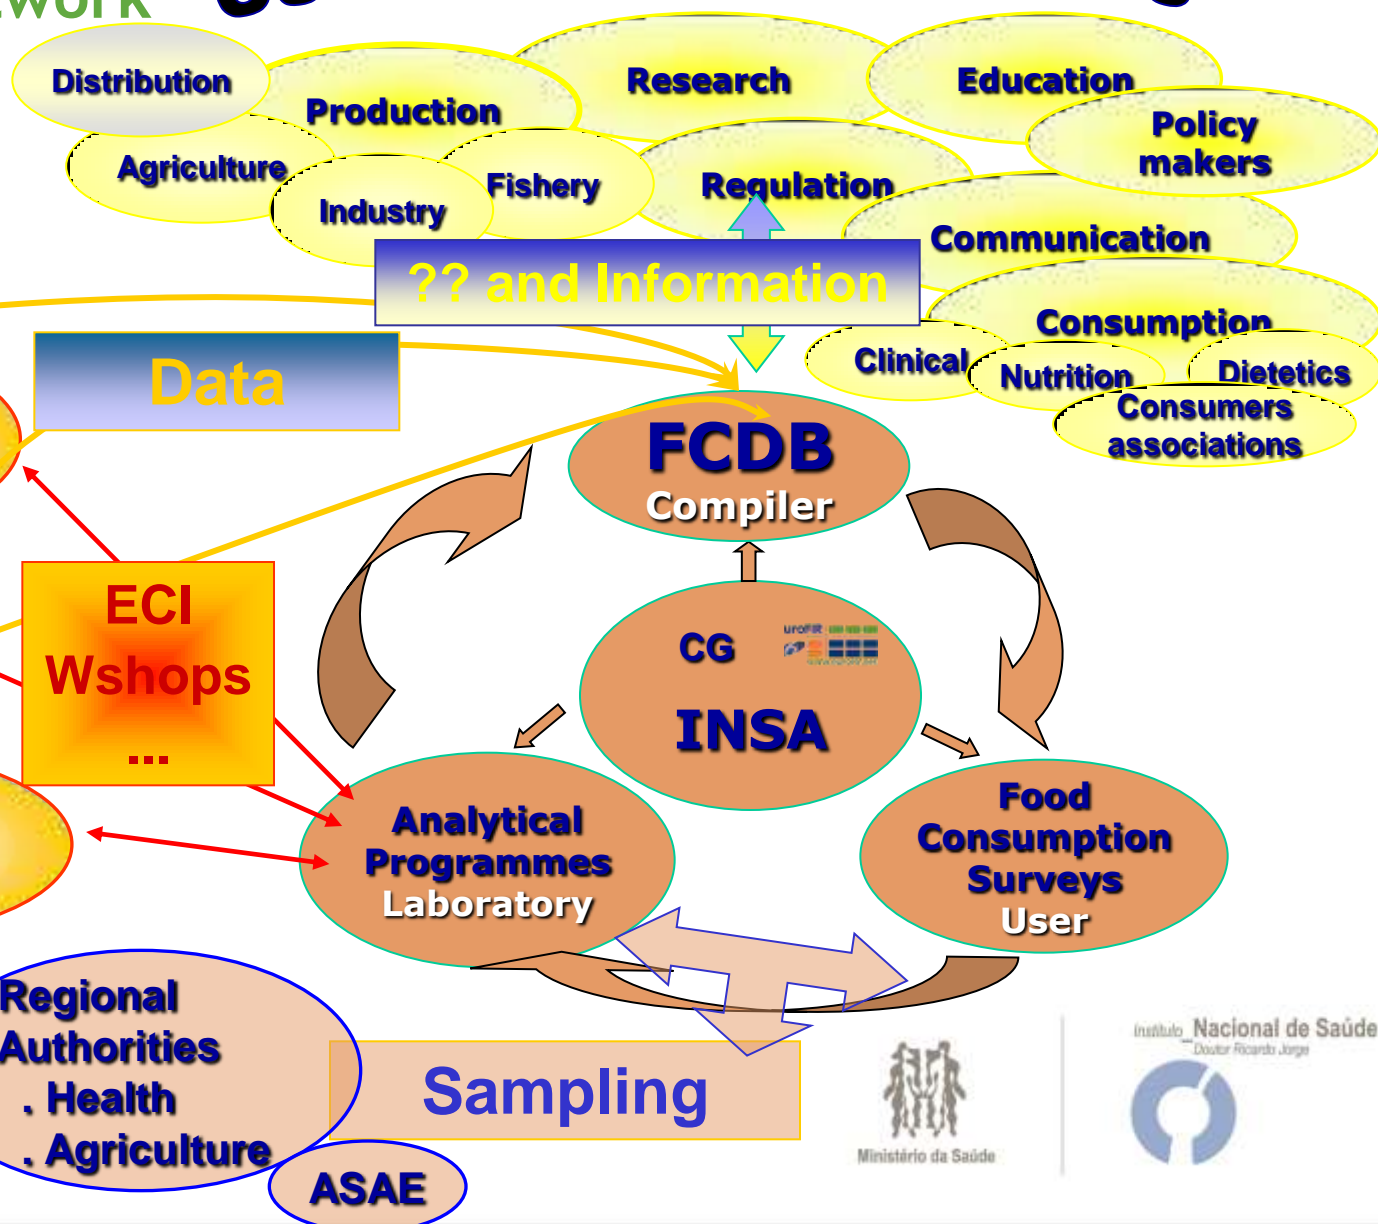 Distribution
Production
Research
Education
Policy
makers
Agriculture
Industry
Fishery
Regulation
Communication
?? and Information
Consumption
Clinical
Nutrition
Dietetics
Consumers
associations
Data
FCDB
Compiler
ECI
Wshops
...
CG
INSA
Analytical
Programmes
Laboratory
Food
Consumption
Surveys
User
Regional
Authorities
. Health
. Agriculture
Sampling
ASAE
Ministério da Saúde
Instituto_Nacional de Saúde
Doutor Ricardo Jorge